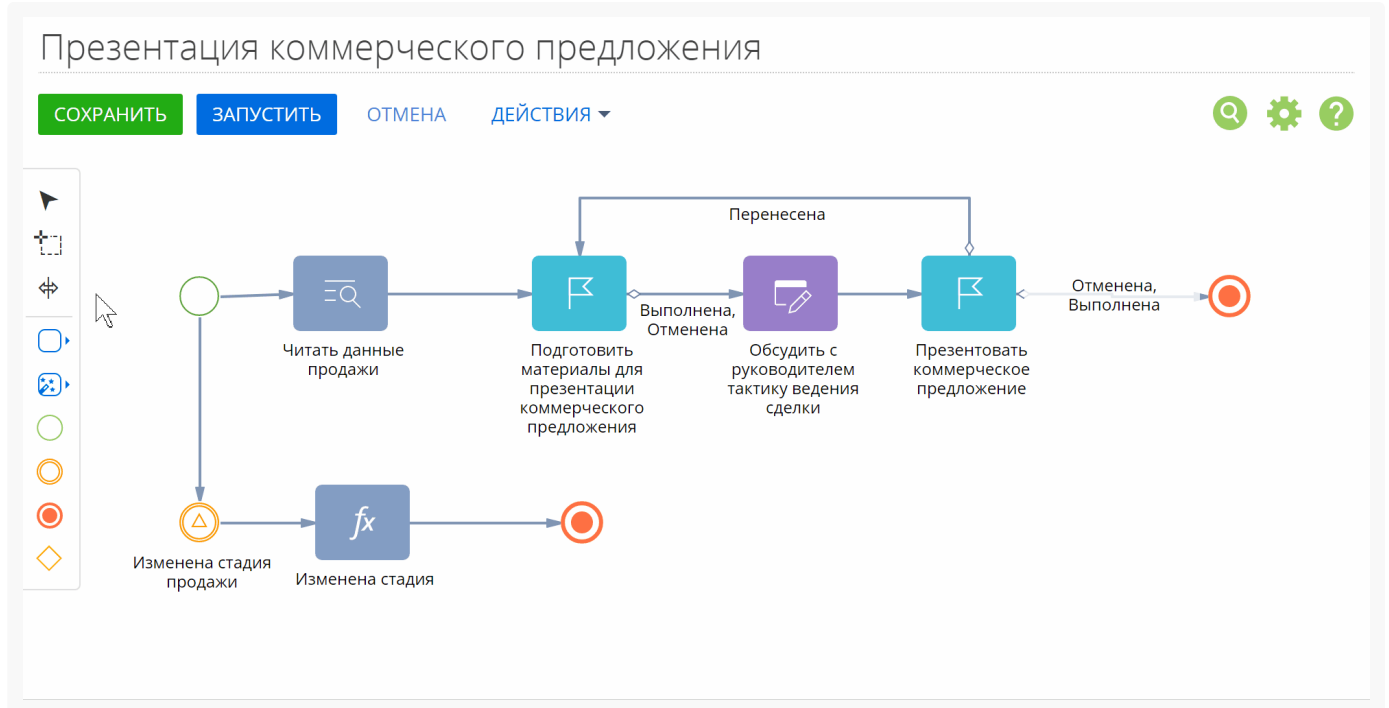 Презентация коммерческого предложения
СОХРАНИТЬ
ЗАПУСТИТЬ
ОТМЕНА
ДЕЙСТВИЯ
?
Перенесена
Читать данные
продажи
Подготовить
материалы для
презентации
коммерческого
предложения
Выполнена,
Отменена
Обсудить с
руководителем
тактику ведения
сделки
Презентовать
коммерческое
предложение
Отменена,
Выполнена
Изменена стадия
продажи
fx
Изменена стадия